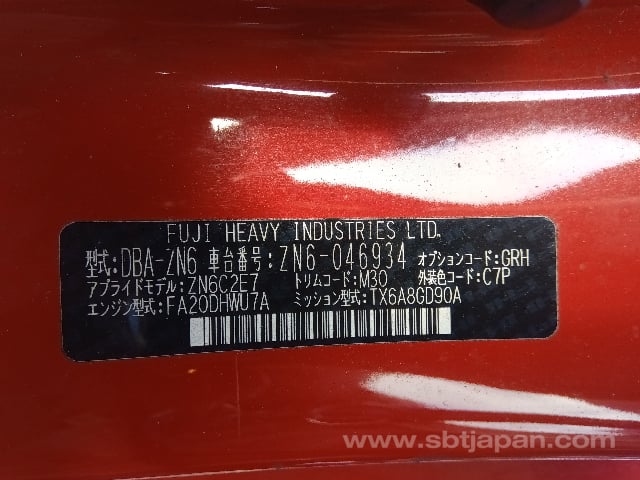 FUJI HEAVY INDUSTRIES LTD.
型式:DBA-ZN6 車台番号:ZN6-046934 オプションコード:GRH
アプライドモデル:ZN6C2E7 トリムコード:M30 外装色コード:C7P
エンジン型式:FA20DHWU7A ミッション型式:TX6A8GD90A
www.sbtjapan.com